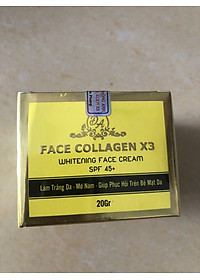 FACE COLLAGEN X3
WHITENING FACE CREAM
SPF 45+
Làm Trắng Da - Mờ Nám - Giúp Phục Hồi Trên Bề Mặt Da
20Gr